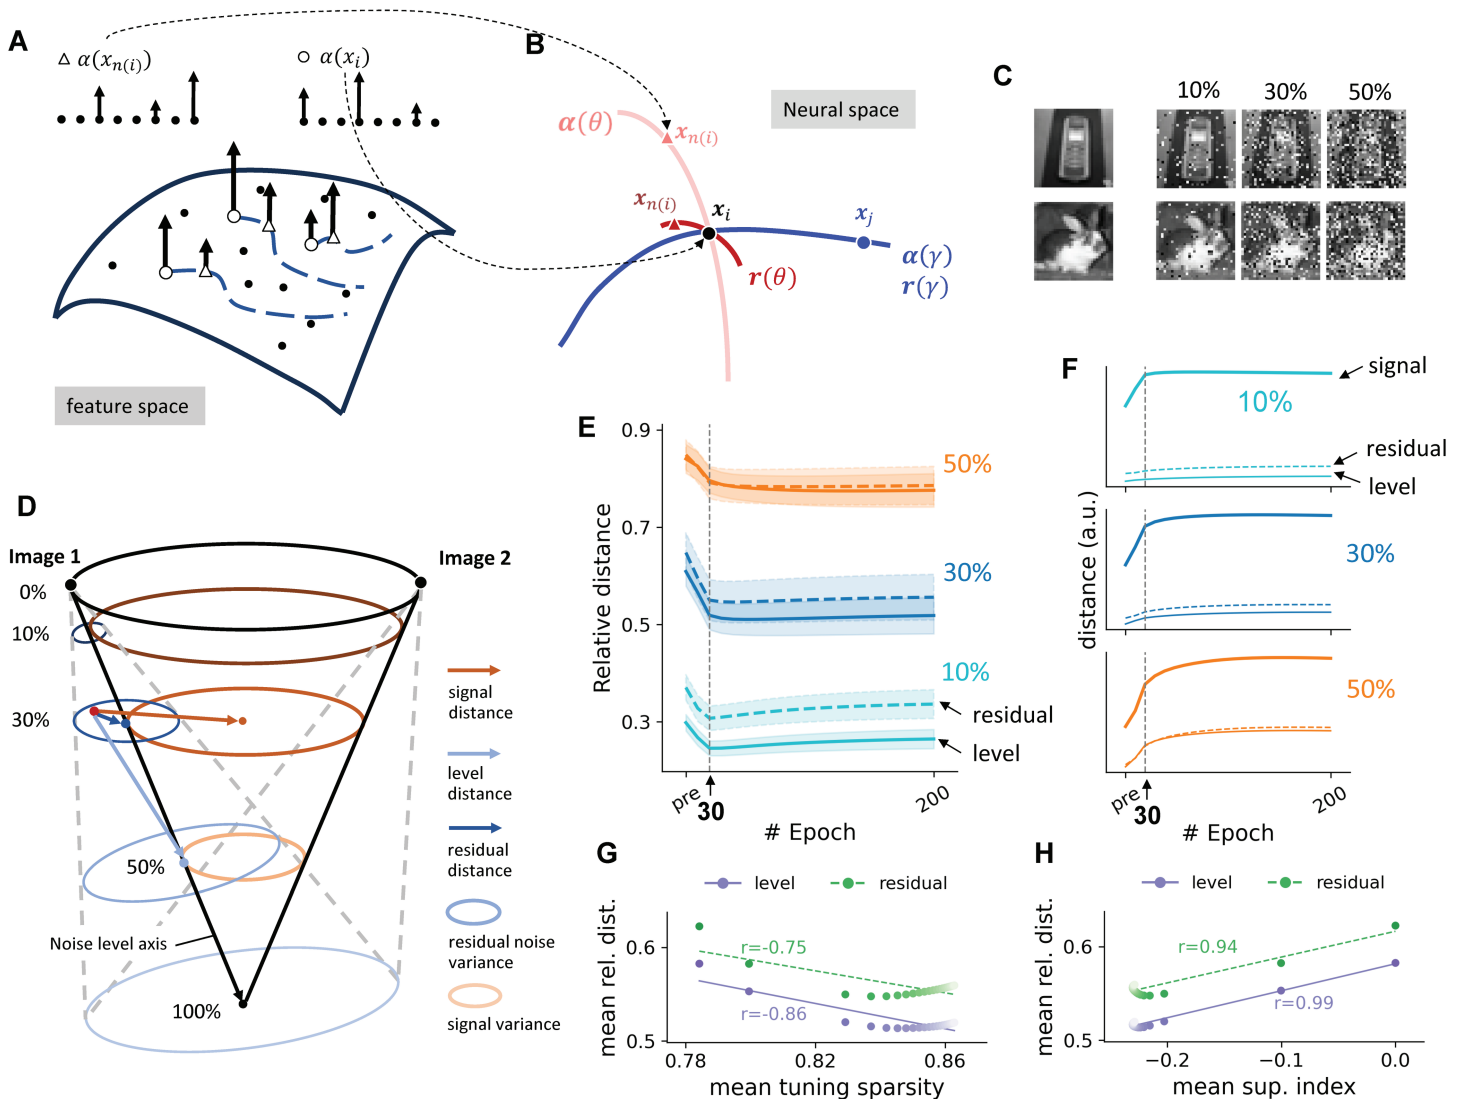 A
△ α(x_{n(i)})
○ α(x_i)
feature space
B
Neural space
α(θ)
x_{n(i)}
x_{n(i)}
x_i
x_j
r(θ)
α(γ)
r(γ)
C
10%
30%
50%
D
Image 1
Image 2
0%
10%
30%
50%
100%
Noise level axis
signal
distance
level
distance
residual
distance
residual noise
variance
signal variance
E
Relative distance
0.9
0.7
0.5
0.3
50%
30%
10%
residual
level
pre
30
200
# Epoch
F
distance (a.u.)
signal
10%
residual
level
30%
50%
pre
30
200
# Epoch
G
level
residual
mean rel. dist.
0.6
0.5
r=-0.75
r=-0.86
0.78
0.82
0.86
mean tuning sparsity
H
level
residual
mean rel. dist.
0.6
0.5
r=0.94
r=0.99
−0.2
−0.1
0.0
mean sup. index